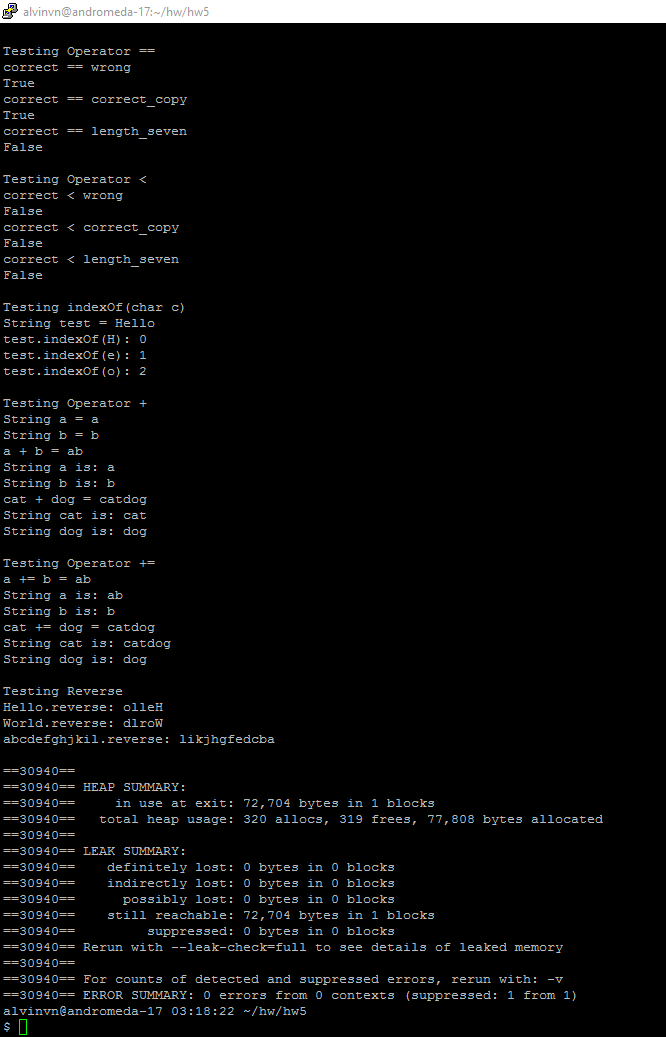 alvinvn@andromeda-17:~/hw/hw5
Testing Operator ==
correct == wrong
True
correct == correct_copy
True
correct == length_seven
False
Testing Operator <
correct < wrong
False
correct < correct_copy
False
correct < length_seven
False
Testing indexOf(char c)
String test = Hello
test.indexOf(H): 0
test.indexOf(e): 1
test.indexOf(o): 2
Testing Operator +
String a = a
String b = b
a + b = ab
String a is: a
String b is: b
cat + dog = catdog
String cat is: cat
String dog is: dog
Testing Operator +=
a += b = ab
String a is: ab
String b is: b
cat += dog = catdog
String cat is: catdog
String dog is: dog
Testing Reverse
Hello.reverse: olleH
World.reverse: dlroW
abcdefghjkil.reverse: likjhgfedcba
==30940==
==30940== HEAP SUMMARY:
==30940==     in use at exit: 72,704 bytes in 1 blocks
==30940==   total heap usage: 320 allocs, 319 frees, 77,808 bytes allocated
==30940==
==30940== LEAK SUMMARY:
==30940==    definitely lost: 0 bytes in 0 blocks
==30940==    indirectly lost: 0 bytes in 0 blocks
==30940==      possibly lost: 0 bytes in 0 blocks
==30940==    still reachable: 72,704 bytes in 1 blocks
==30940==         suppressed: 0 bytes in 0 blocks
==30940== Rerun with --leak-check=full to see details of leaked memory
==30940==
==30940== For counts of detected and suppressed errors, rerun with: -v
==30940== ERROR SUMMARY: 0 errors from 0 contexts (suppressed: 1 from 1)
alvinvn@andromeda-17 03:18:22 ~/hw/hw5
$